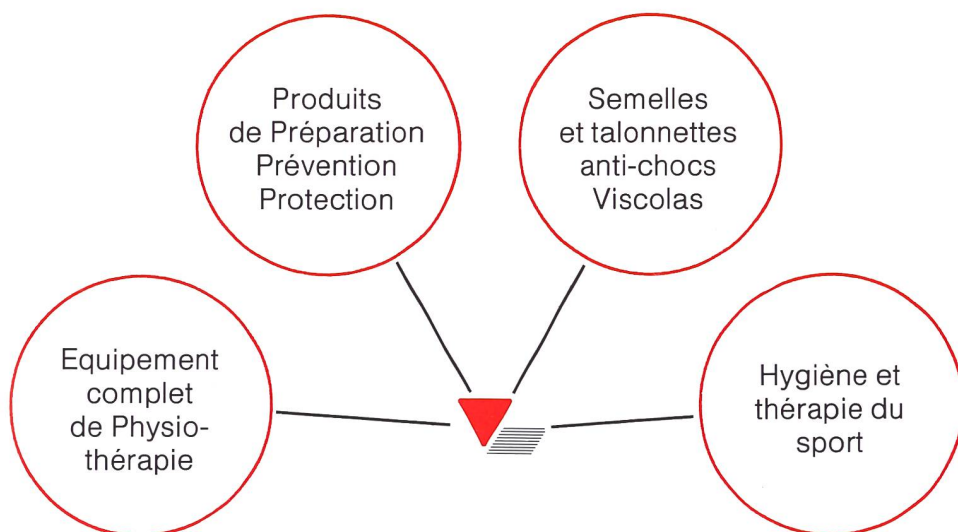 Produits
de Préparation
Prévention
Protection
Semelles
et talonnettes
anti-chocs
Viscolas
Equipement
complet
de Physio-
thérapie
Hygiène et
thérapie du
sport